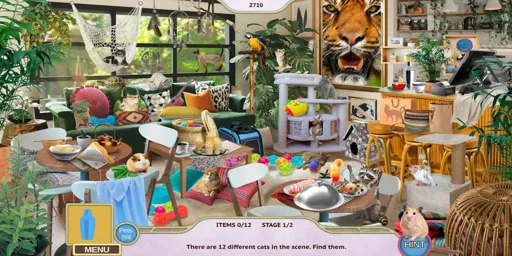 2710
ITEMS 0/12 STAGE 1/2
Pets
There are 12 different cats in the scene. Find them.
MENU
HINT